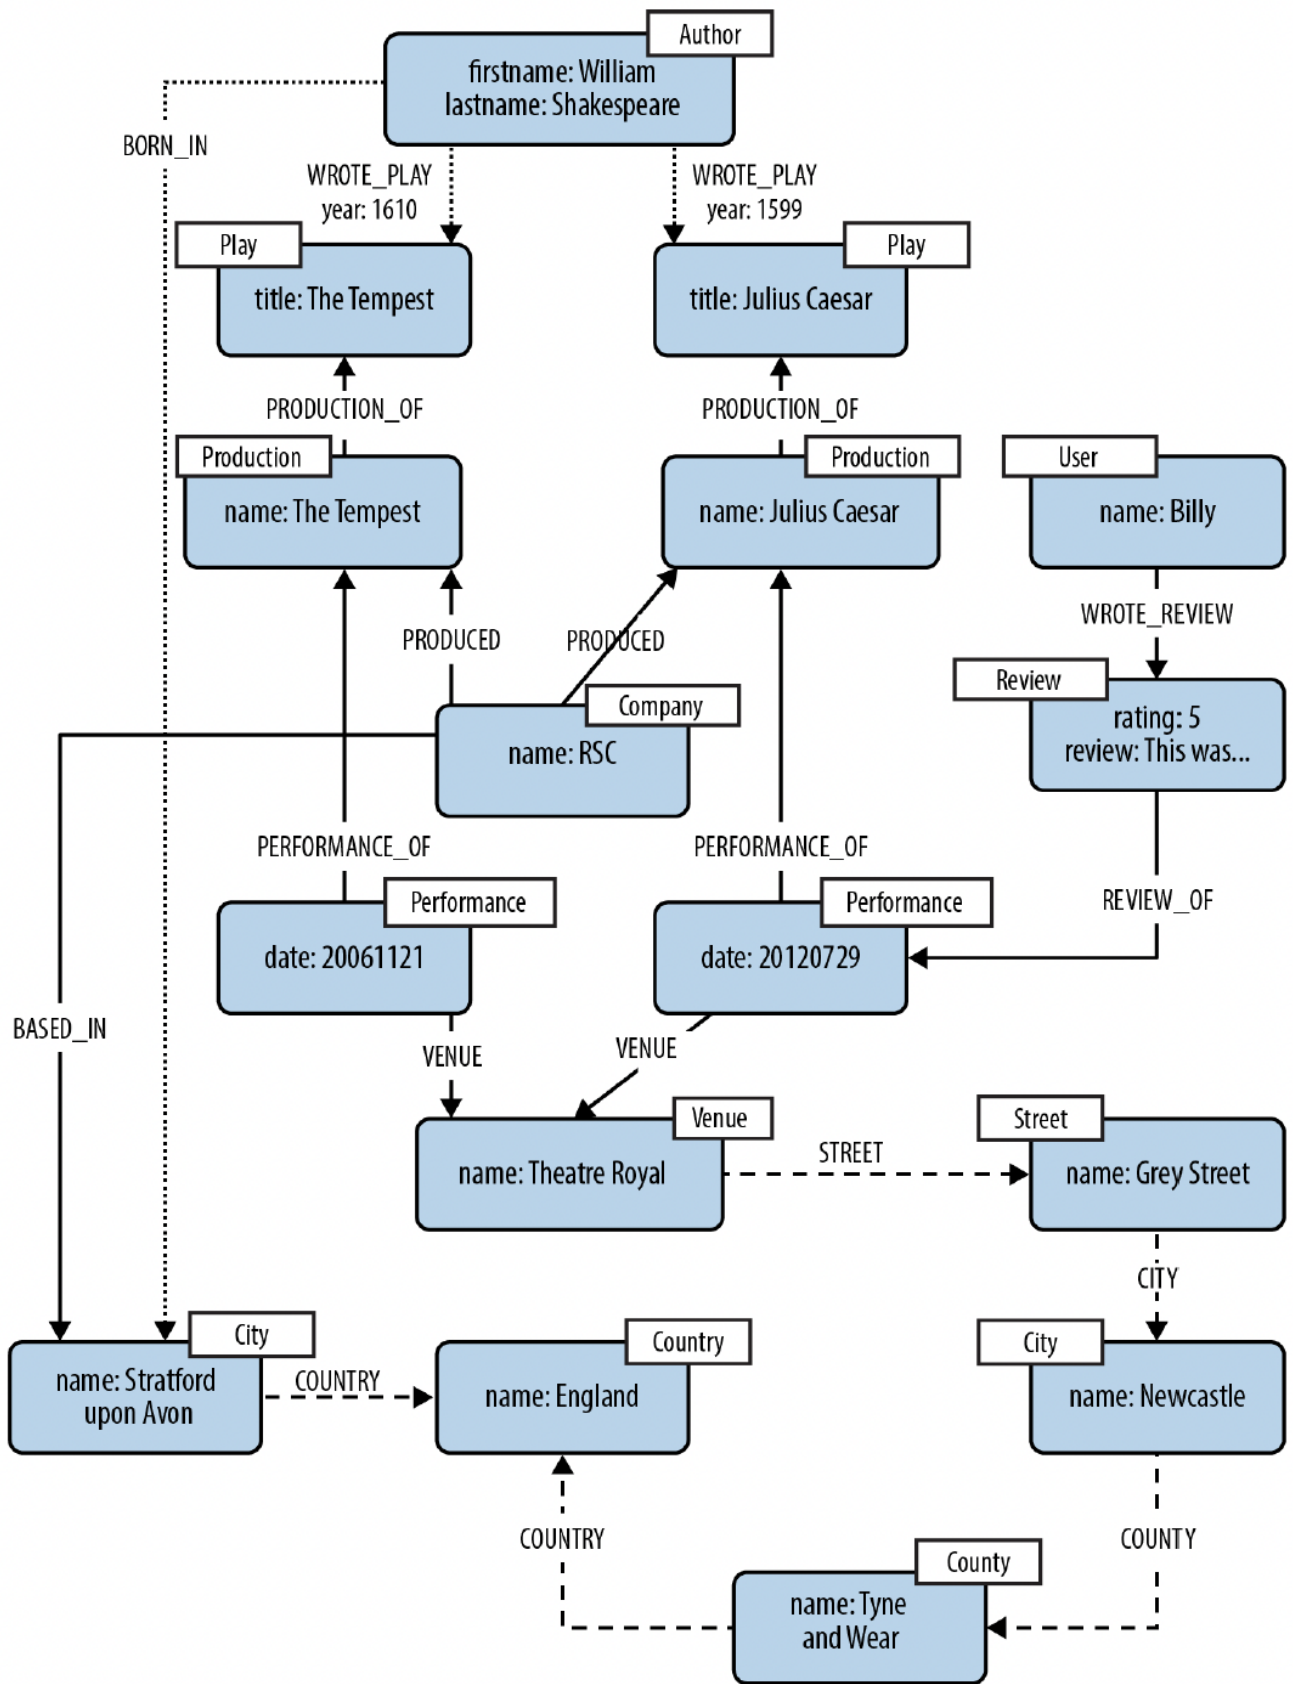 Author
firstname: William
lastname: Shakespeare
BORN_IN
WROTE_PLAY
year: 1610
WROTE_PLAY
year: 1599
Play
title: The Tempest
Play
title: Julius Caesar
PRODUCTION_OF
PRODUCTION_OF
Production
name: The Tempest
Production
name: Julius Caesar
User
name: Billy
WROTE_REVIEW
PRODUCED
PRODUCED
Review
rating: 5
review: This was...
Company
name: RSC
PERFORMANCE_OF
PERFORMANCE_OF
Performance
date: 20061121
Performance
date: 20120729
REVIEW_OF
BASED_IN
VENUE
VENUE
Venue
name: Theatre Royal
STREET
Street
name: Grey Street
CITY
City
name: Stratford
upon Avon
COUNTRY
Country
name: England
City
name: Newcastle
COUNTRY
COUNTY
County
name: Tyne
and Wear